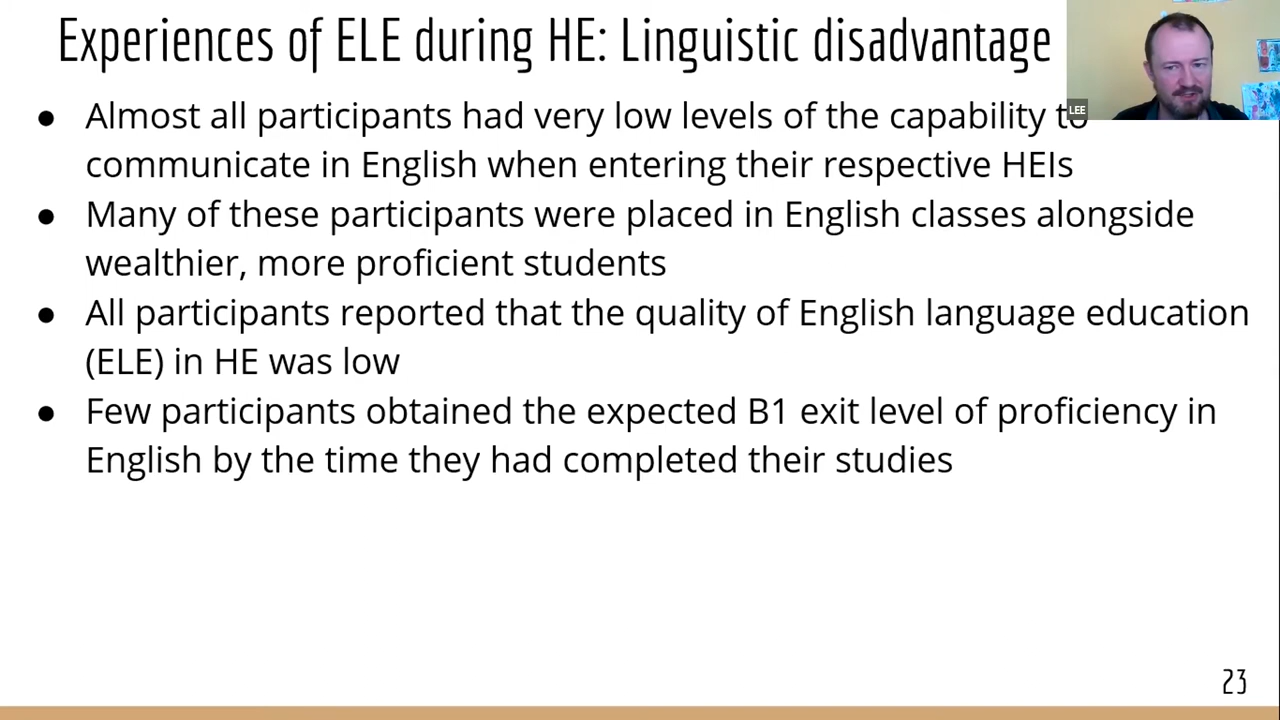 Experiences of ELE during HE: Linguistic disadvantage
LEE
● Almost all participants had very low levels of the capability to
communicate in English when entering their respective HEIs
● Many of these participants were placed in English classes alongside
wealthier, more proficient students
● All participants reported that the quality of English language education
(ELE) in HE was low
● Few participants obtained the expected B1 exit level of proficiency in
English by the time they had completed their studies
23